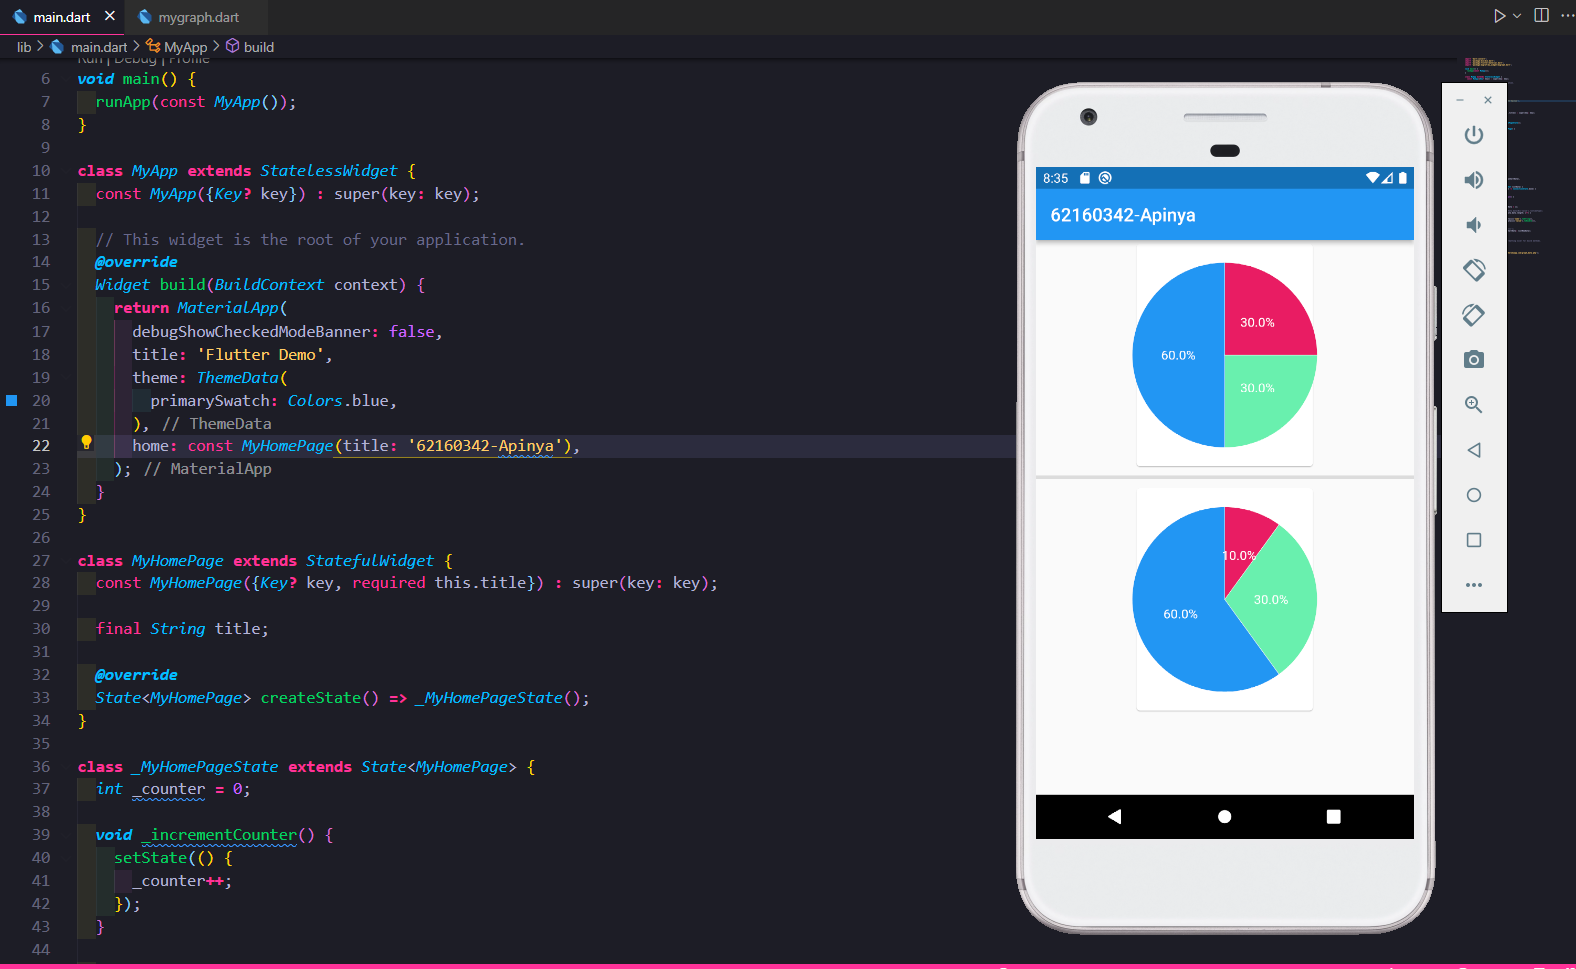 main.dart
mygraph.dart
lib > main.dart > MyApp > build
Run | Debug | Profile
6 void main() {
7 runApp(const MyApp());
8 }
9
10 class MyApp extends StatelessWidget {
11 const MyApp({Key? key}) : super(key: key);
12
13 // This widget is the root of your application.
14 @override
15 Widget build(BuildContext context) {
16 return MaterialApp(
17 debugShowCheckedModeBanner: false,
18 title: 'Flutter Demo',
19 theme: ThemeData(
20 primarySwatch: Colors.blue,
21 ), // ThemeData
22 home: const MyHomePage(title: '62160342-Apinya'),
23 ); // MaterialApp
24 }
25 }
26
27 class MyHomePage extends StatefulWidget {
28 const MyHomePage({Key? key, required this.title}) : super(key: key);
29
30 final String title;
31
32 @override
33 State<MyHomePage> createState() => _MyHomePageState();
34 }
35
36 class _MyHomePageState extends State<MyHomePage> {
37 int _counter = 0;
38
39 void _incrementCounter() {
40 setState(() {
41 _counter++;
42 });
43 }
44
8:35
62160342-Apinya
30.0%
60.0%
30.0%
10.0%
30.0%
60.0%